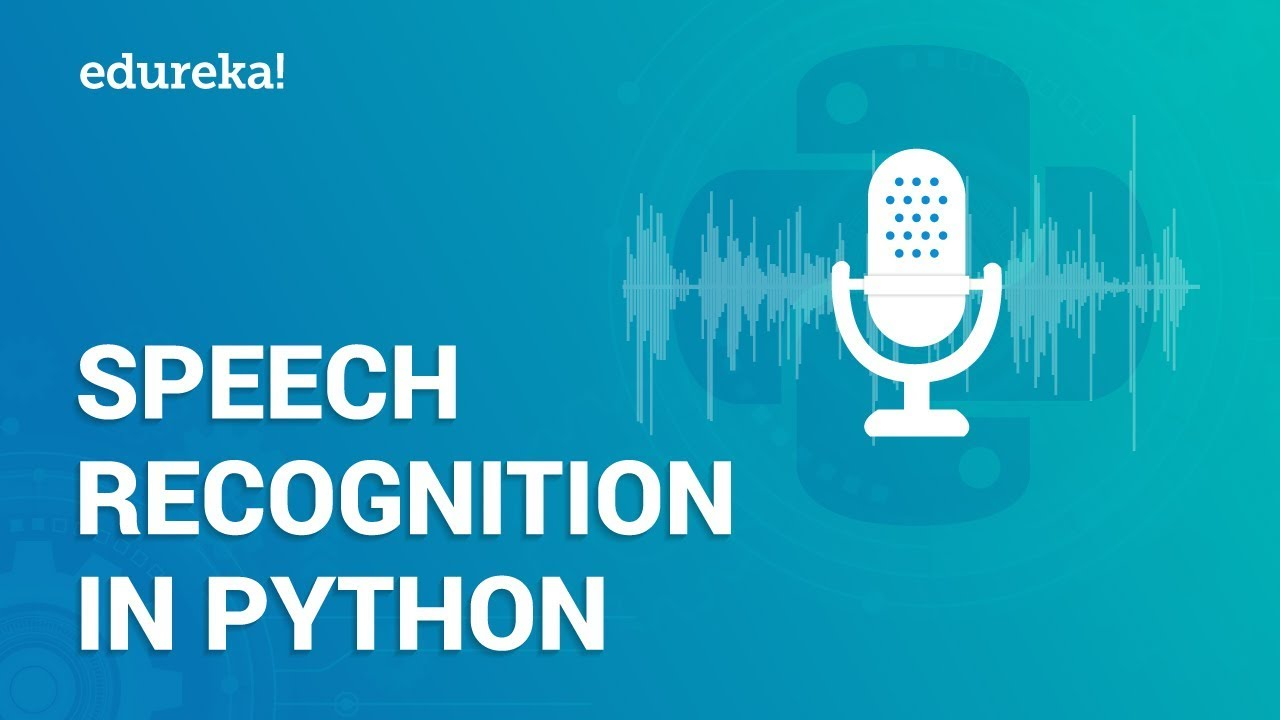 edureka!
SPEECH
RECOGNITION
IN PYTHON